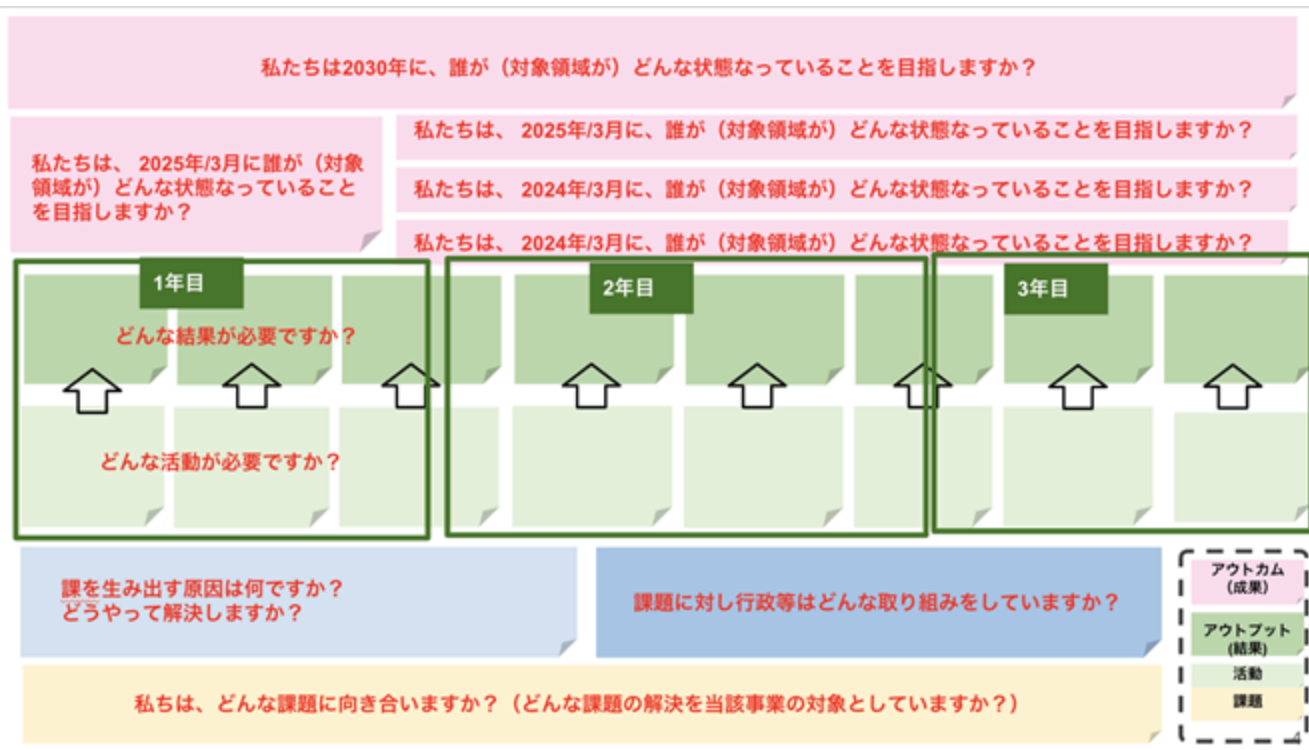 私たちは2030年に、誰が（対象領域が）どんな状態なっていることを目指しますか？
私たちは、 2025年/3月に誰が（対象
領域が）どんな状態なっていること
を目指しますか？
私たちは、 2025年/3月に、誰が（対象領域が）どんな状態なっていることを目指しますか？
私たちは、 2024年/3月に、誰が（対象領域が）どんな状態なっていることを目指しますか？
私たちは、 2024年/3月に、誰が（対象領域が）どんな状態なっていることを目指しますか？
1年目
2年目
3年目
どんな結果が必要ですか？
どんな活動が必要ですか？
課を生み出す原因は何ですか？
どうやって解決しますか？
課題に対し行政等はどんな取り組みをしていますか？
私ちは、どんな課題に向き合いますか？（どんな課題の解決を当該事業の対象としていますか？）
アウトカム
（成果）
アウトプット
(結果)
活動
課題